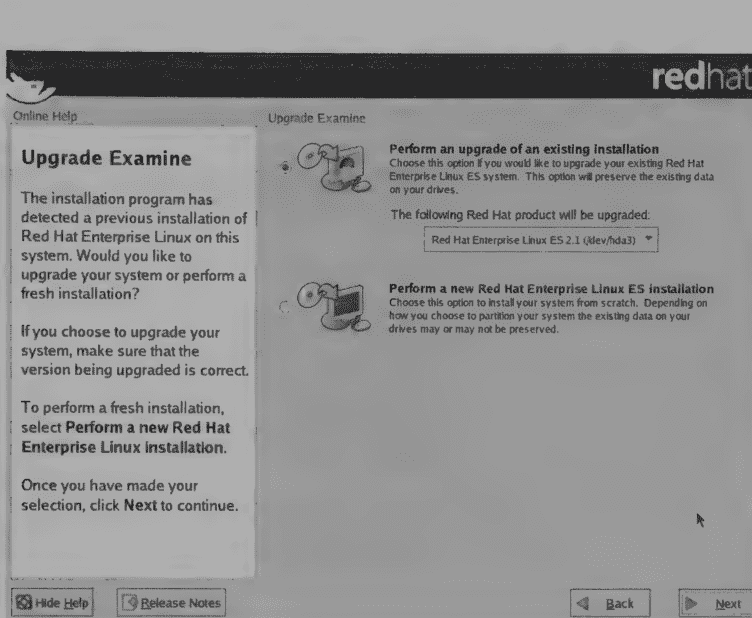 redhat
Online Help
Upgrade Examine
Upgrade Examine
The installation program has
detected a previous installation of
Red Hat Enterprise Linux on this
system. Would you like to
upgrade your system or perform a
fresh installation?
If you choose to upgrade your
system, make sure that the
version being upgraded is correct.
To perform a fresh installation,
select Perform a new Red Hat
Enterprise Linux Installation.
Once you have made your
selection, click Next to continue.
Perform an upgrade of an existing installation
Choose this option if you would like to upgrade your existing Red Hat
Enterprise Linux ES system. This option will preserve the existing data
on your drives.
The following Red Hat product will be upgraded:
Red Hat Enterprise Linux ES 2.1 (/dev/hda3)
Perform a new Red Hat Enterprise Linux ES installation
Choose this option to install your system from scratch. Depending on
how you choose to partition your system the existing data on your
drives may or may not be preserved.
Hide Help
Release Notes
Back
Next